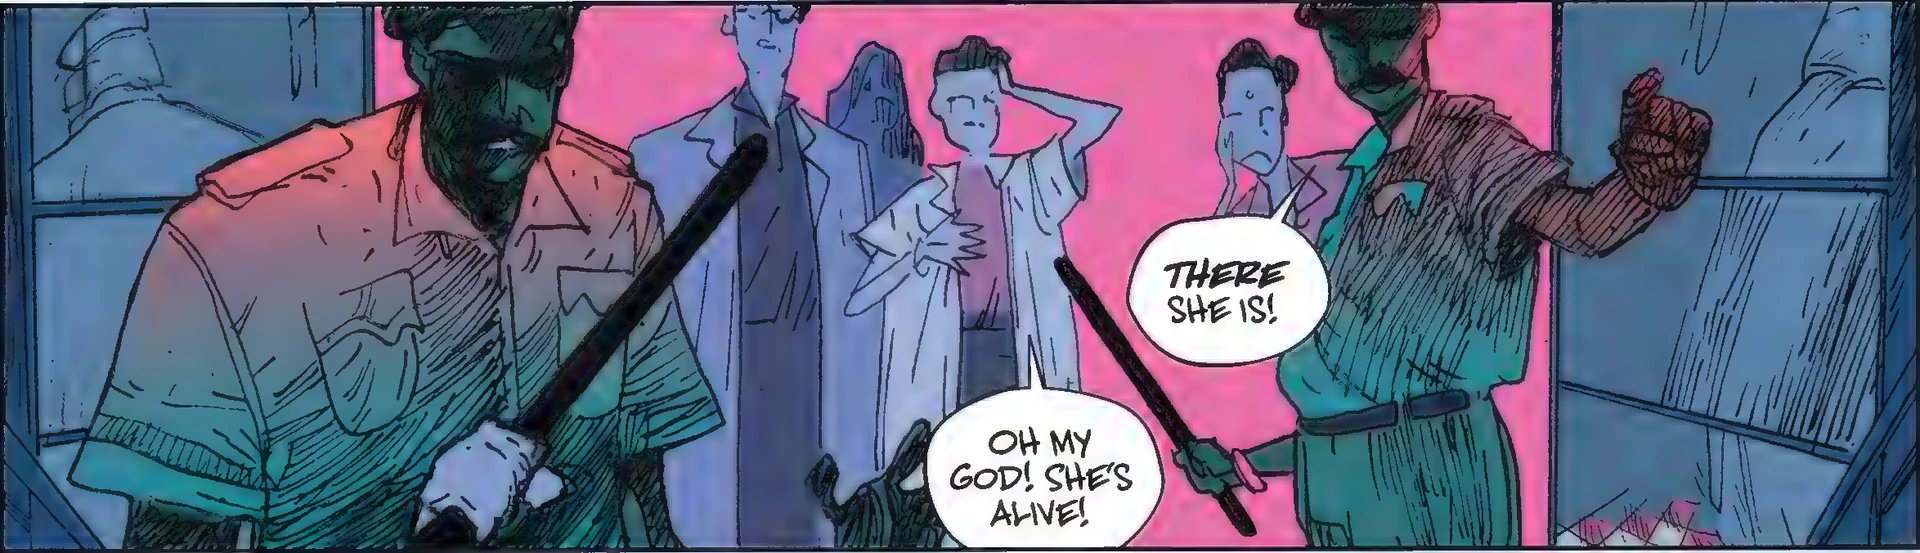 THERE
SHE IS!
OH MY
GOD! SHE'S
ALIVE!